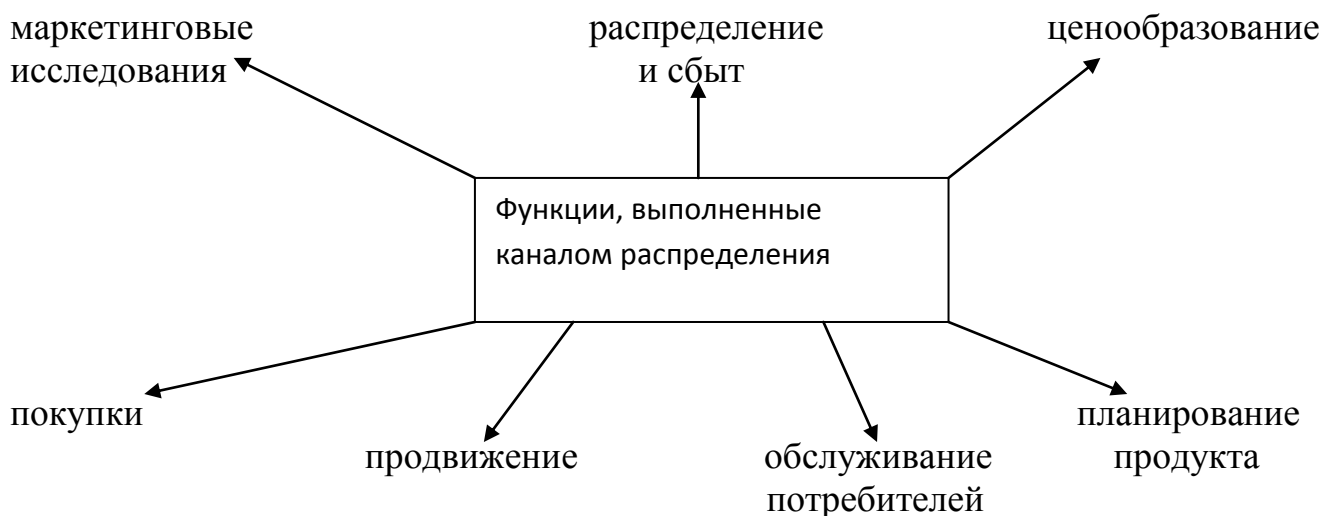 маркетинговые
исследования
распределение
и сбыт
ценообразование
Функции, выполненные
каналом распределения
покупки
продвижение
обслуживание
потребителей
планирование
продукта